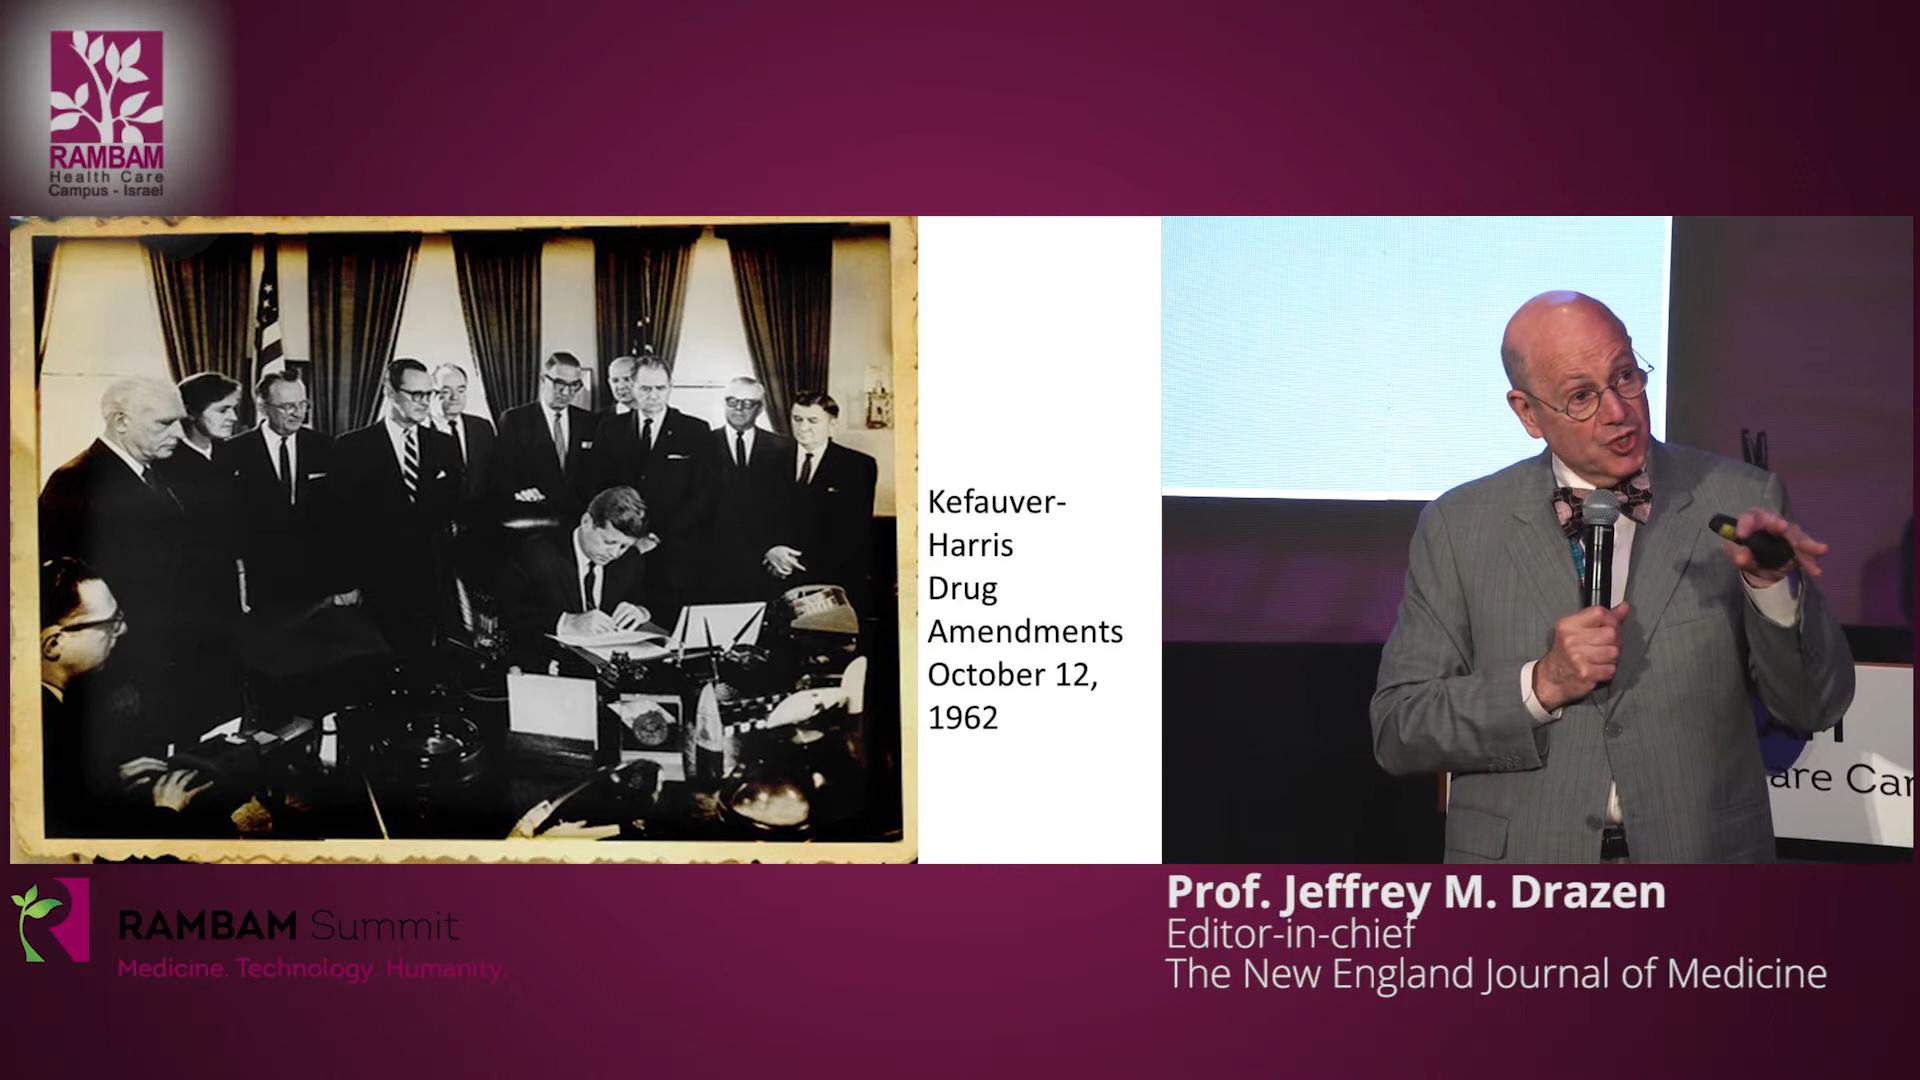 RAMBAM
Health Care
Campus - Israel
Kefauver-
Harris
Drug
Amendments
October 12,
1962
are Car
RAMBAM Summit
Medicine. Technology. Humanity.
Prof. Jeffrey M. Drazen
Editor-in-chief
The New England Journal of Medicine